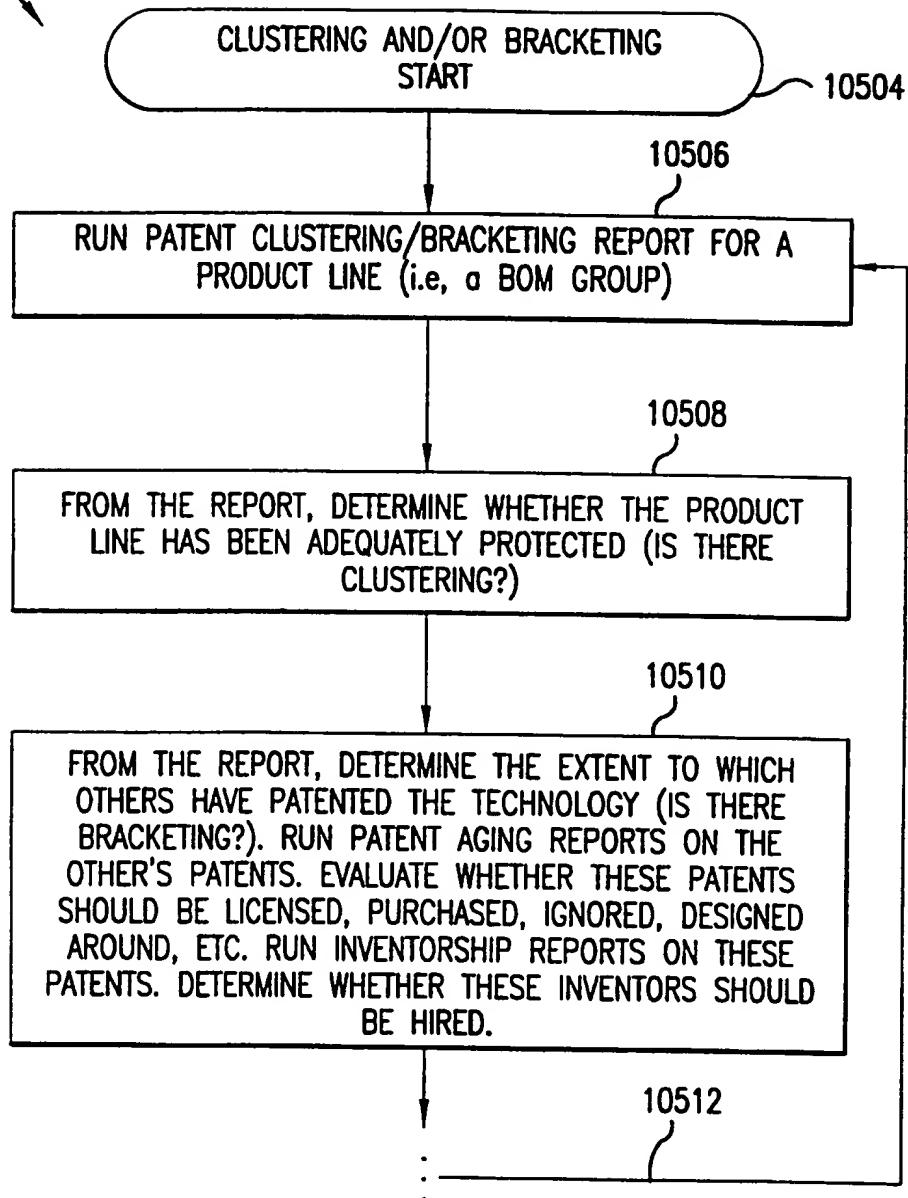 CLUSTERING AND/OR BRACKETING
START
10504
10506
RUN PATENT CLUSTERING/BRACKETING REPORT FOR A
PRODUCT LINE (i.e, a BOM GROUP)
10508
FROM THE REPORT, DETERMINE WHETHER THE PRODUCT
LINE HAS BEEN ADEQUATELY PROTECTED (IS THERE
CLUSTERING?)
10510
FROM THE REPORT, DETERMINE THE EXTENT TO WHICH
OTHERS HAVE PATENTED THE TECHNOLOGY (IS THERE
BRACKETING?). RUN PATENT AGING REPORTS ON THE
OTHER'S PATENTS. EVALUATE WHETHER THESE PATENTS
SHOULD BE LICENSED, PURCHASED, IGNORED, DESIGNED
AROUND, ETC. RUN INVENTORSHIP REPORTS ON THESE
PATENTS. DETERMINE WHETHER THESE INVENTORS SHOULD
BE HIRED.
10512